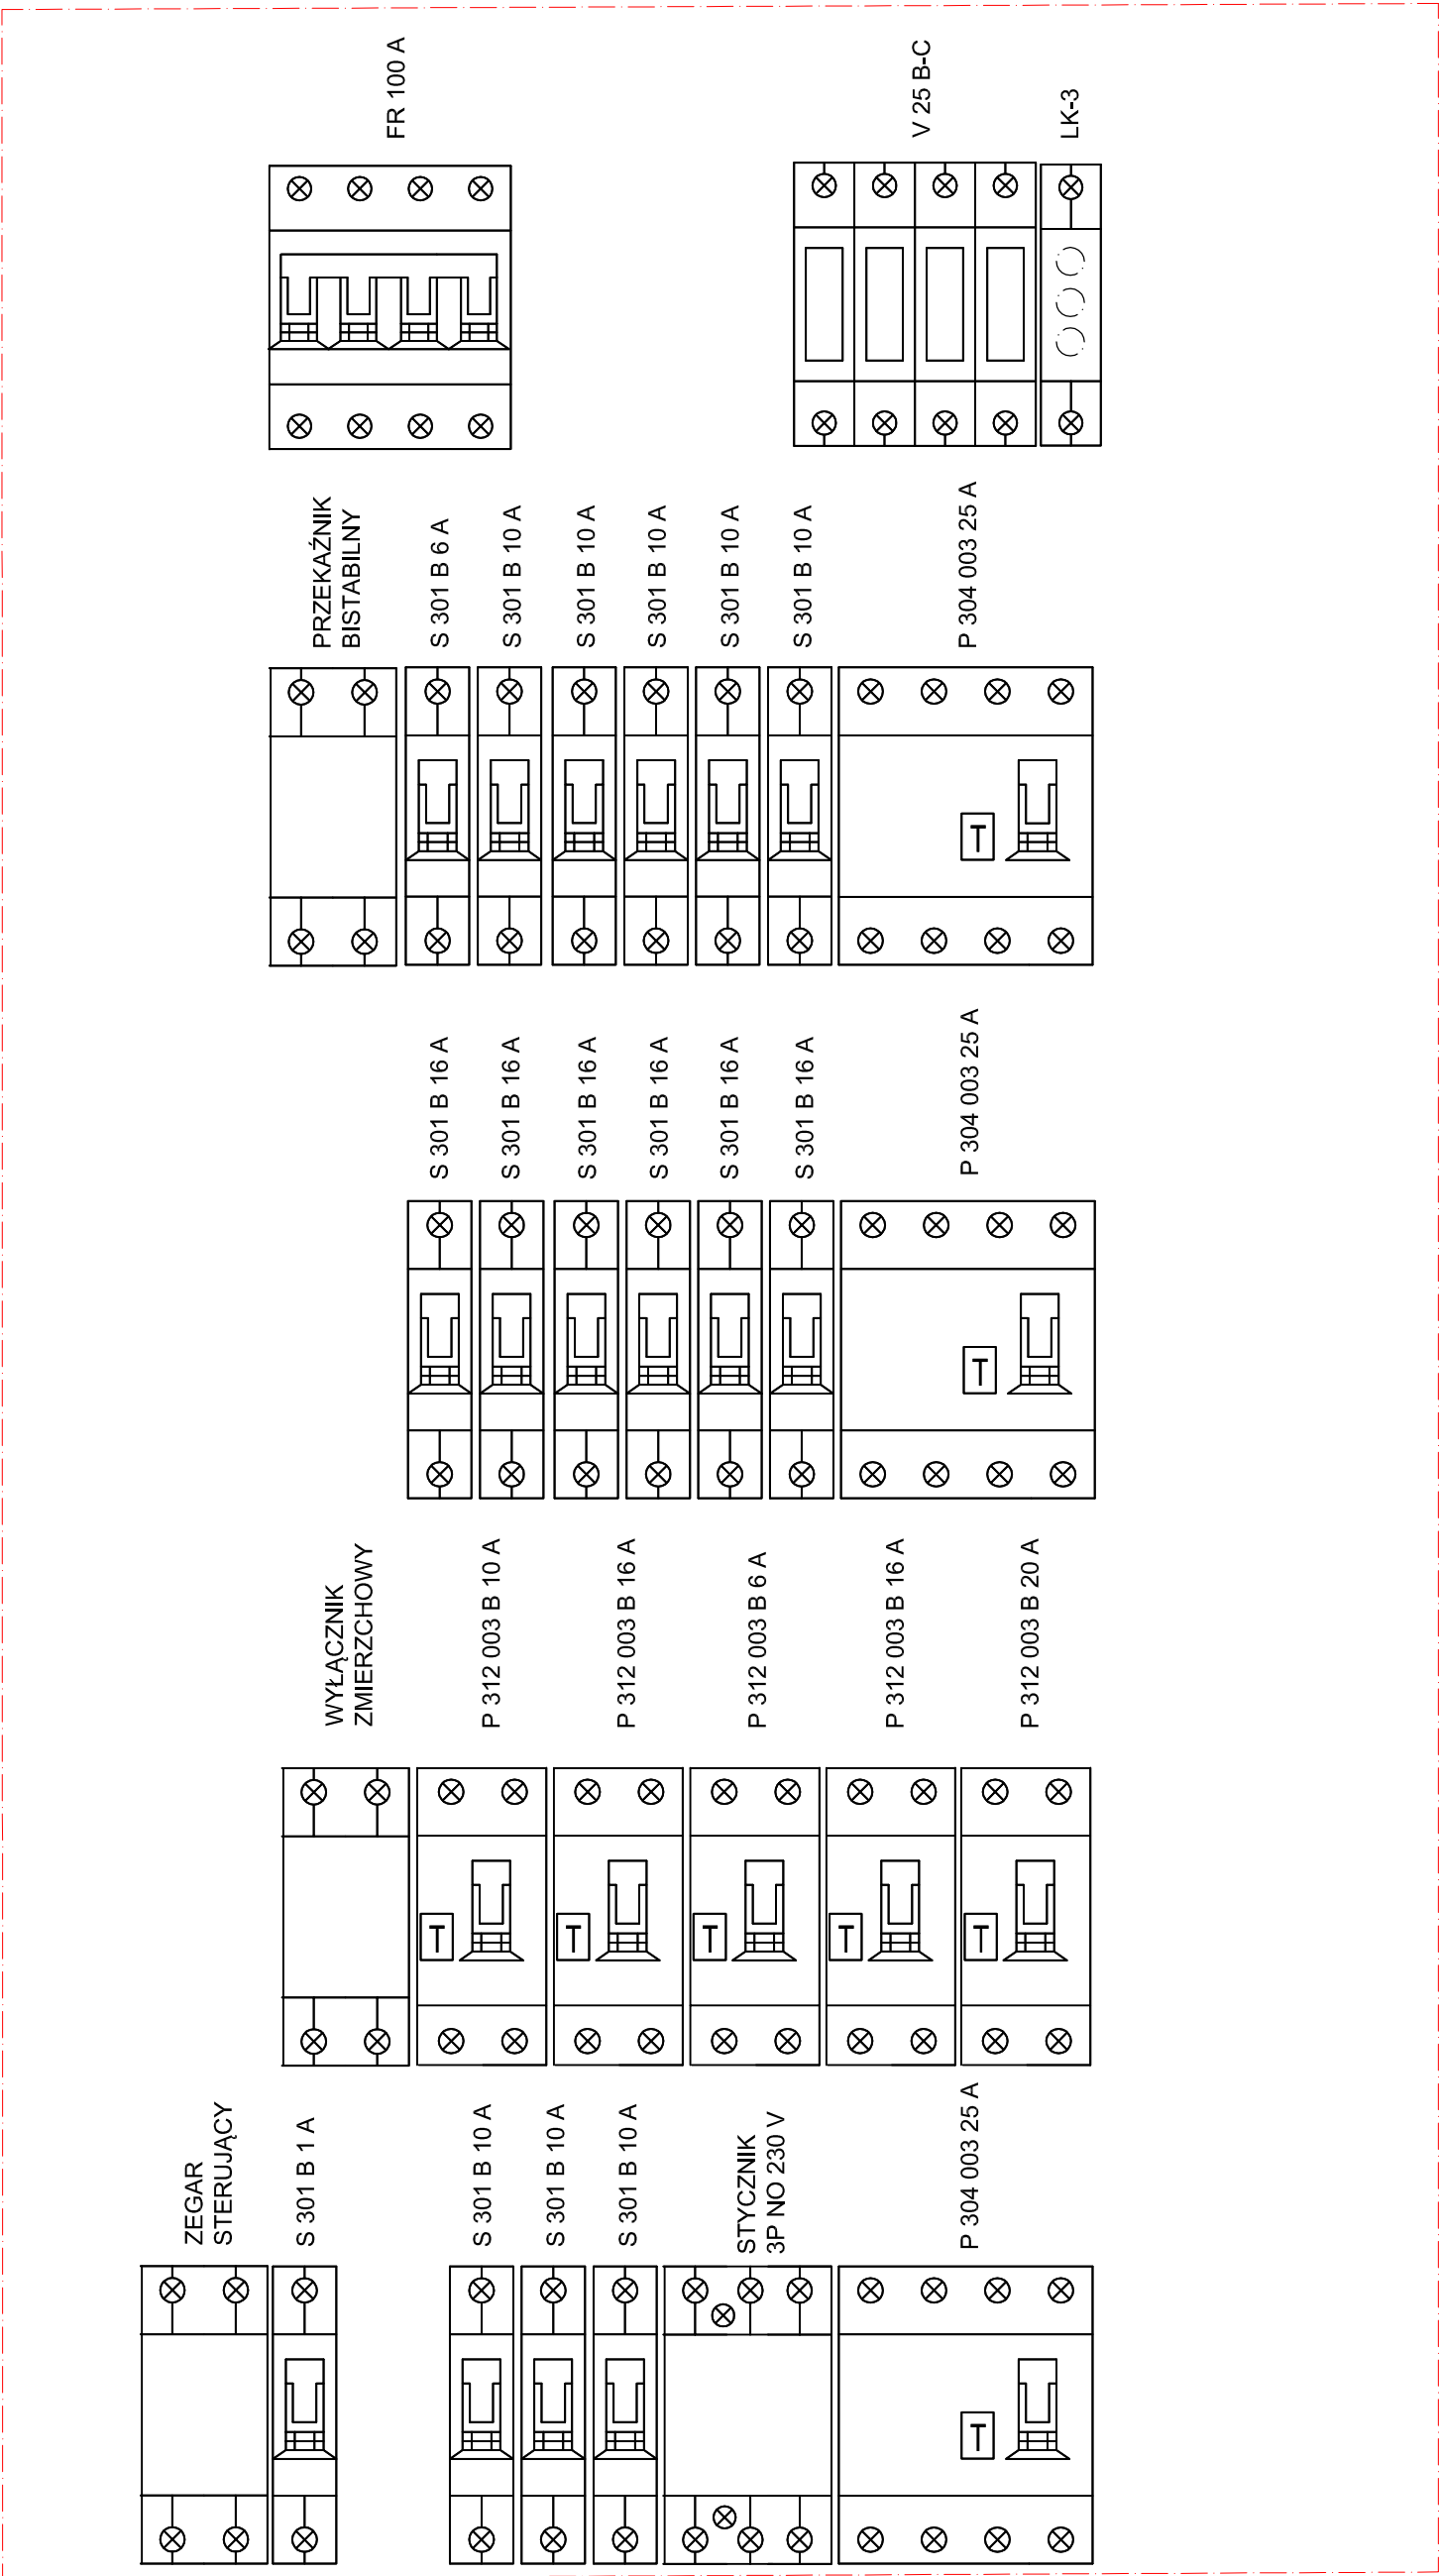 FR 100 A
V 25 B-C
LK-3
PRZEKAŹNIK
BISTABILNY
S 301 B 6 A
S 301 B 10 A
S 301 B 10 A
S 301 B 10 A
S 301 B 10 A
S 301 B 10 A
P 304 003 25 A
T
S 301 B 16 A
S 301 B 16 A
S 301 B 16 A
S 301 B 16 A
S 301 B 16 A
S 301 B 16 A
P 304 003 25 A
T
WYŁĄCZNIK
ZMIERZCHOWY
P 312 003 B 10 A
P 312 003 B 16 A
P 312 003 B 6 A
P 312 003 B 16 A
P 312 003 B 20 A
T
T
T
T
T
ZEGAR
STERUJĄCY
S 301 B 1 A
S 301 B 10 A
S 301 B 10 A
S 301 B 10 A
STYCZNIK
3P NO 230 V
P 304 003 25 A
T